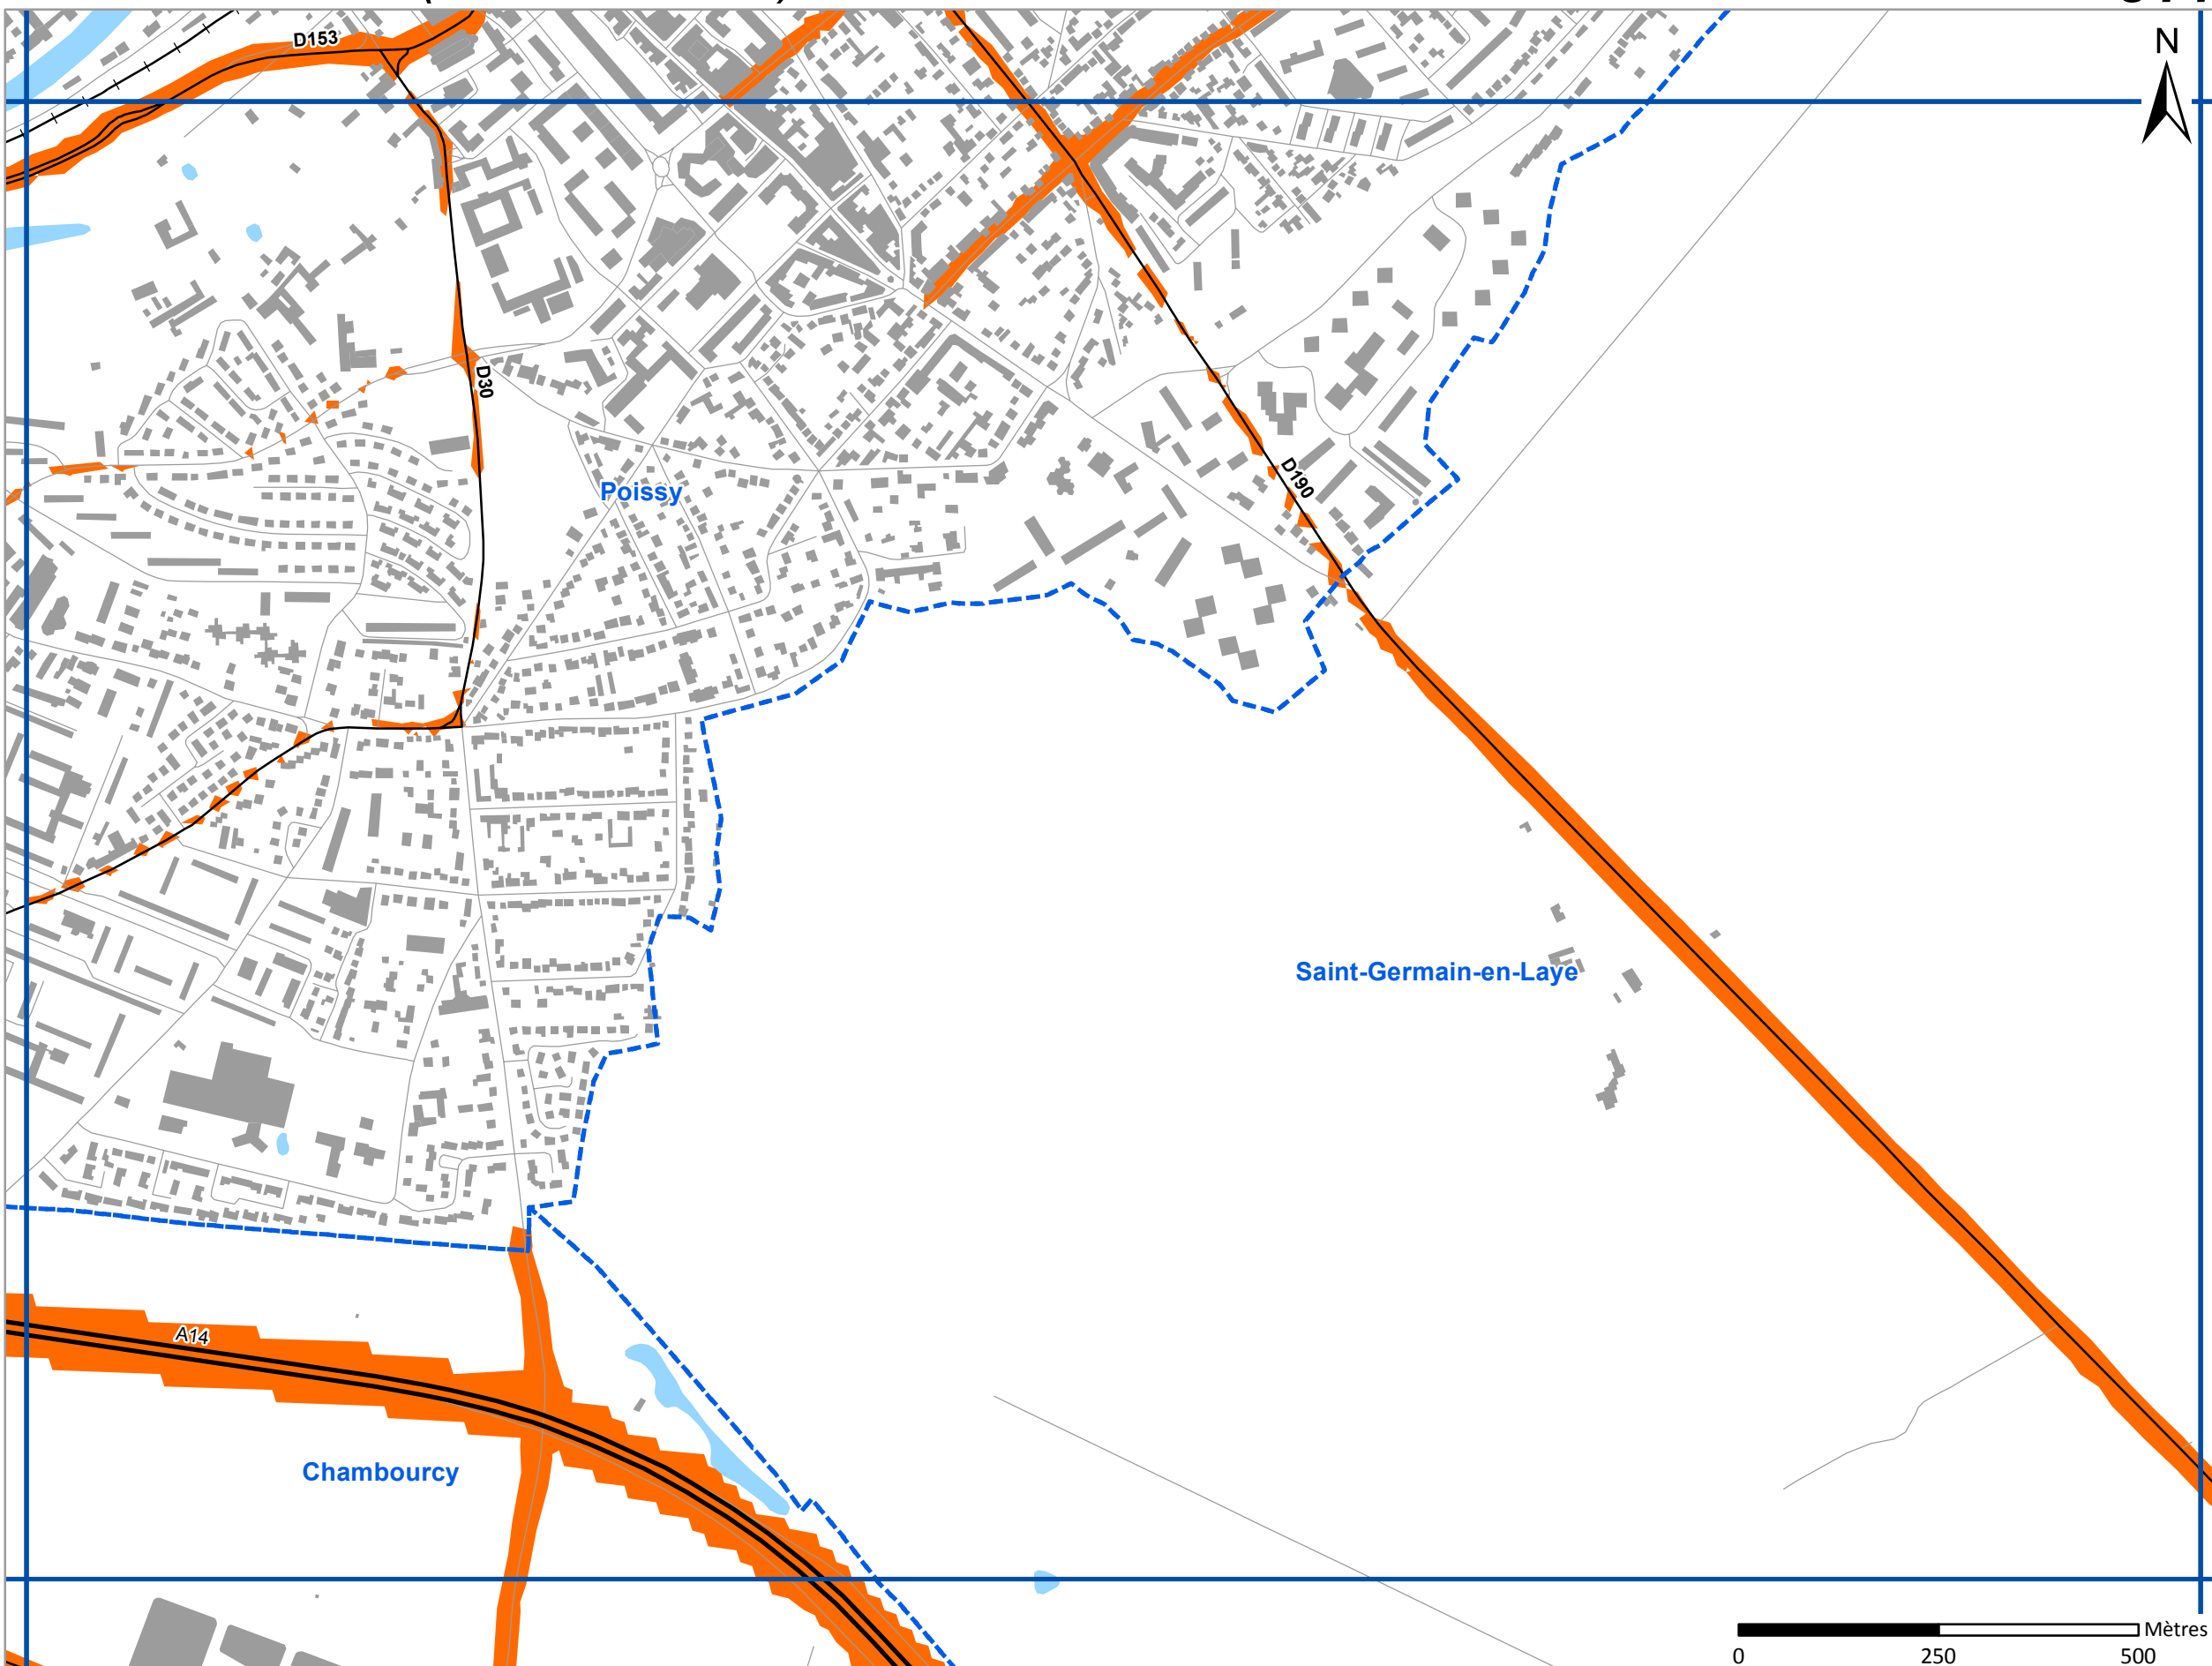 D153
N
D30
D190
Poissy
Saint-Germain-en-Laye
A14
Chambourcy
Mètres
0 250 500